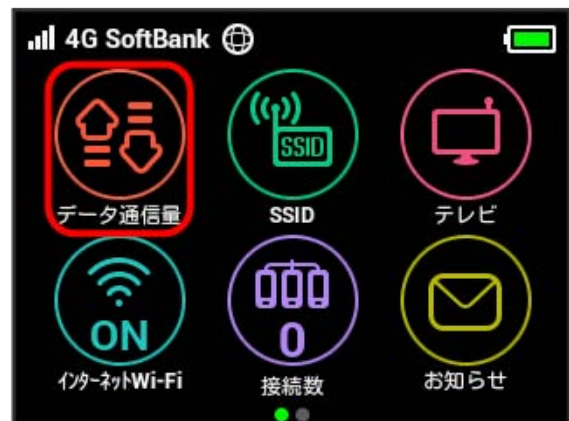 4G SoftBank
SSID
データ通信量
SSID
テレビ
ON
0
インターネットWi-Fi
接続数
お知らせ